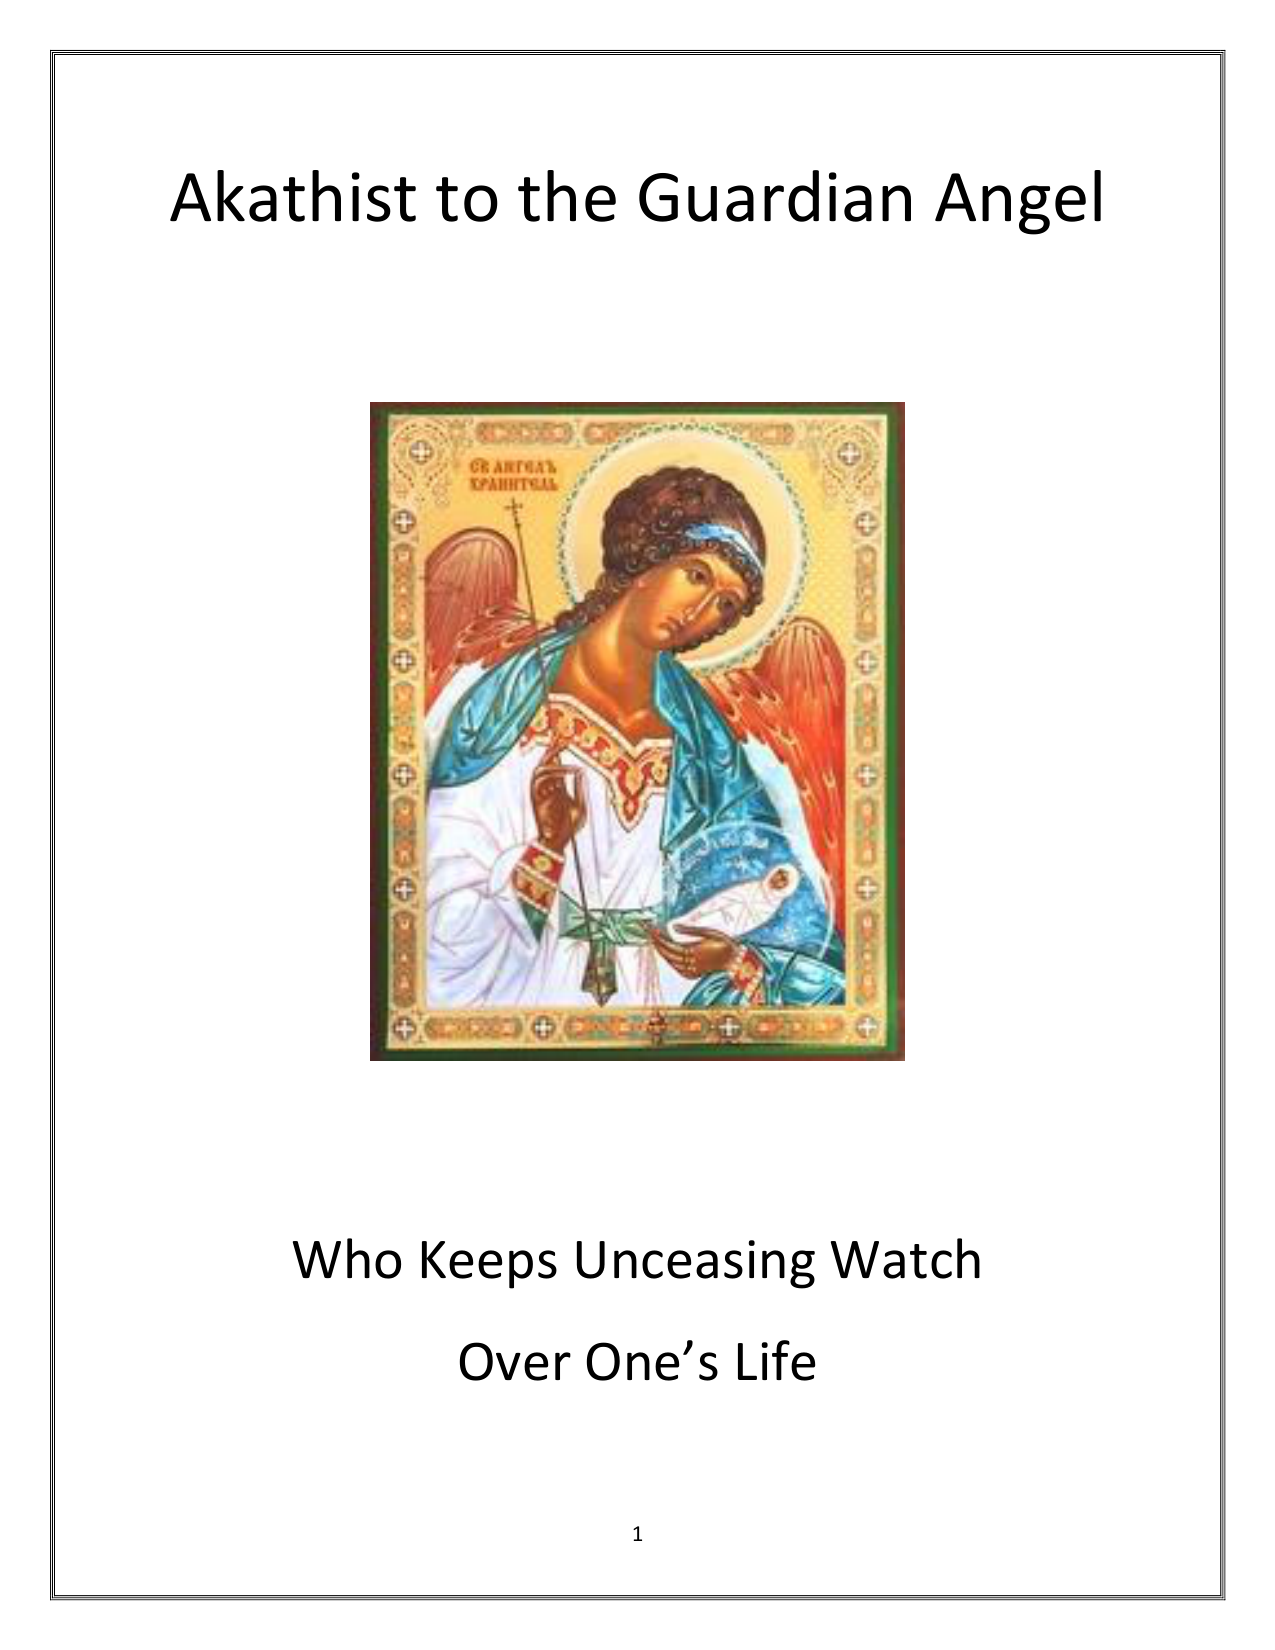 Akathist to the Guardian Angel
СВ АНГЕЛЪ
ХРАНИТЕЛЬ
Who Keeps Unceasing Watch
Over One’s Life
1